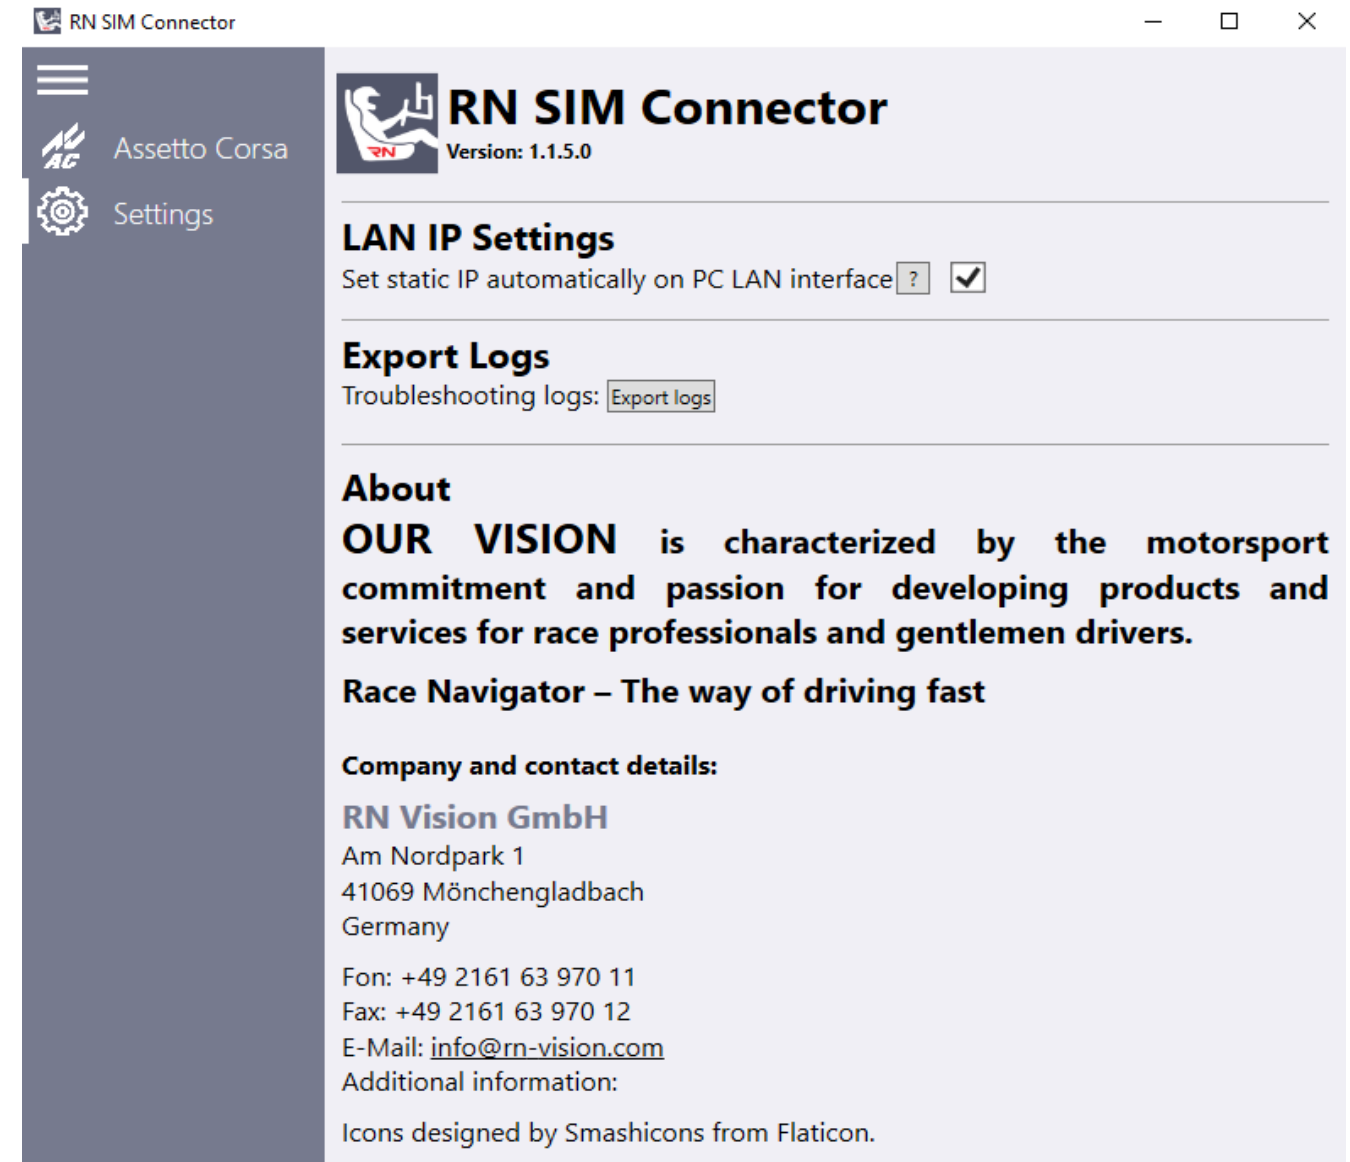 RN SIM Connector
Assetto Corsa
Settings
RN
RN SIM Connector
Version: 1.1.5.0
LAN IP Settings
Set static IP automatically on PC LAN interface ?
Export Logs
Troubleshooting logs: Export logs
About
OUR VISION is characterized by the motorsport
commitment and passion for developing products and
services for race professionals and gentlemen drivers.
Race Navigator – The way of driving fast
Company and contact details:
RN Vision GmbH
Am Nordpark 1
41069 Mönchengladbach
Germany
Fon: +49 2161 63 970 11
Fax: +49 2161 63 970 12
E-Mail: info@rn-vision.com
Additional information:
Icons designed by Smashicons from Flaticon.